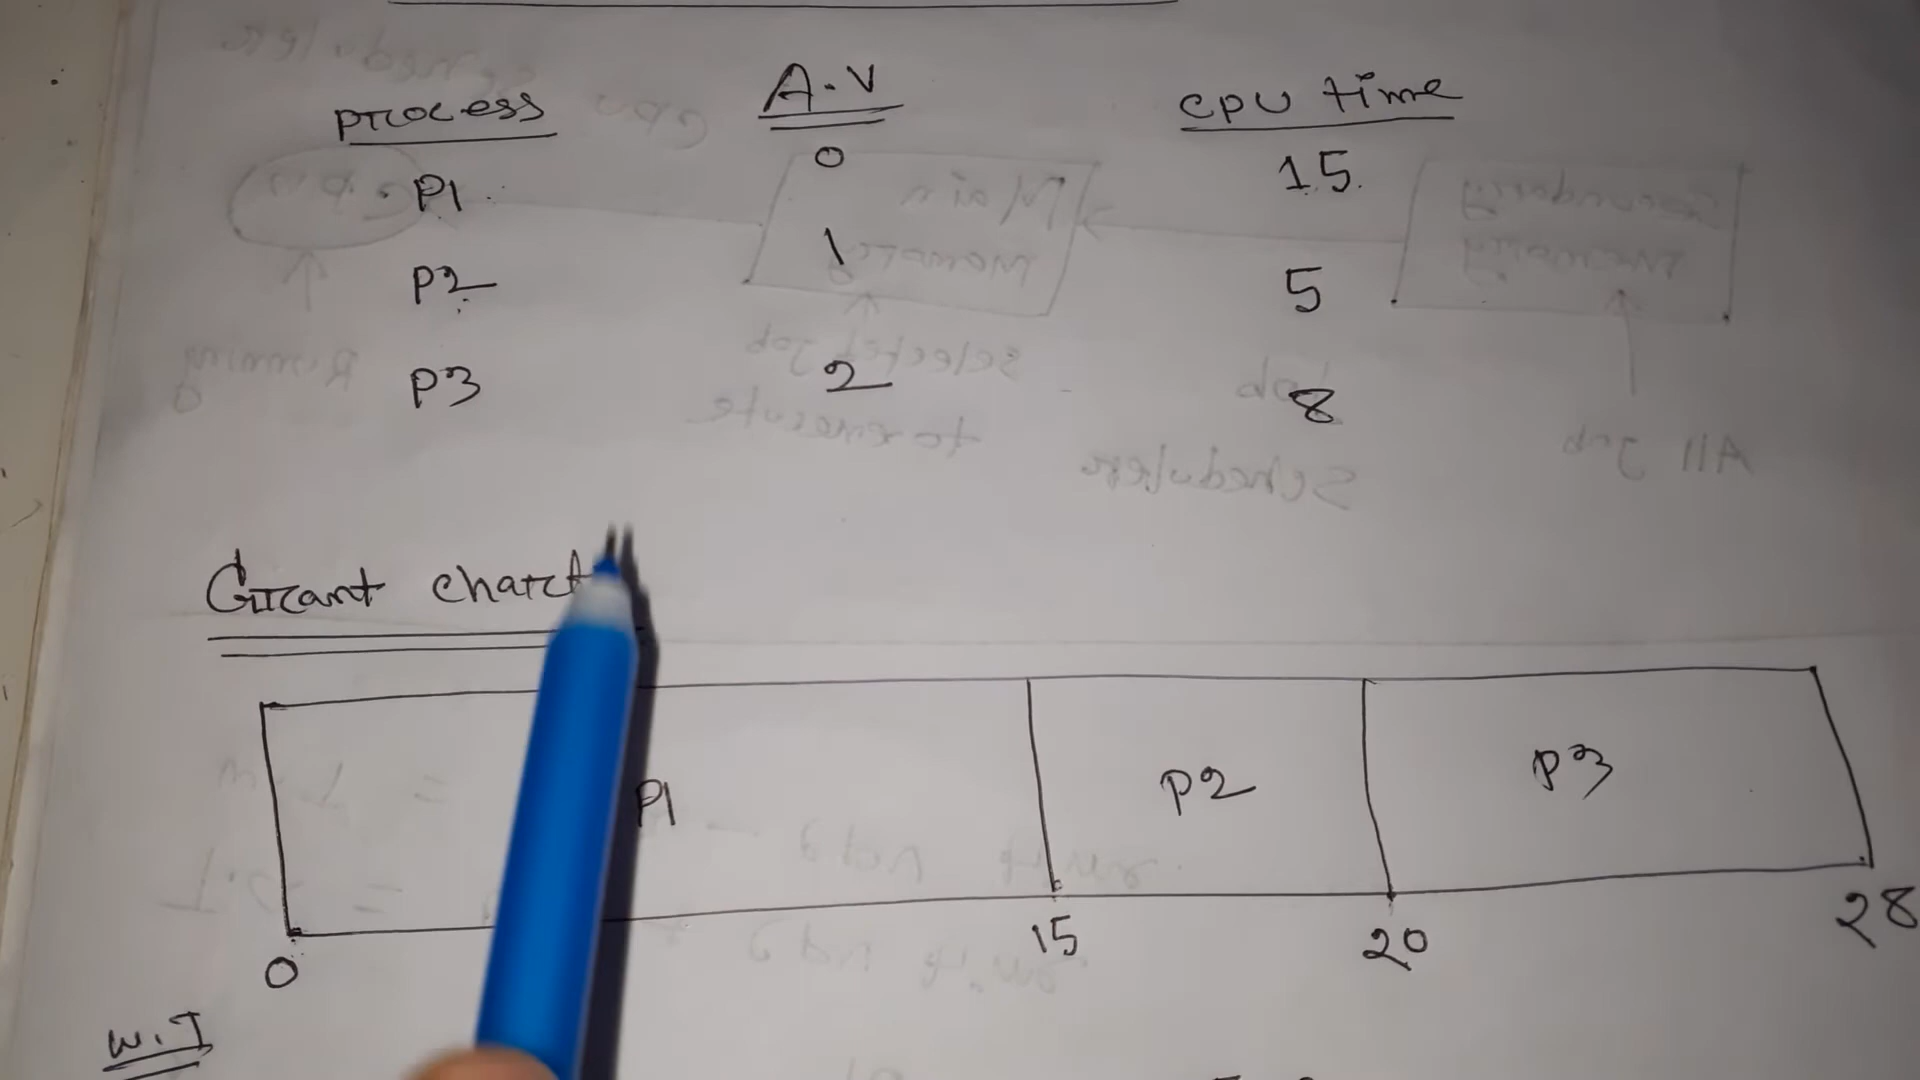 Process A.V CPU time
P1 0 15
P2 1 5
P3 2 8
Grant chart
P1 P2 P3
0 15 20 28
W.T